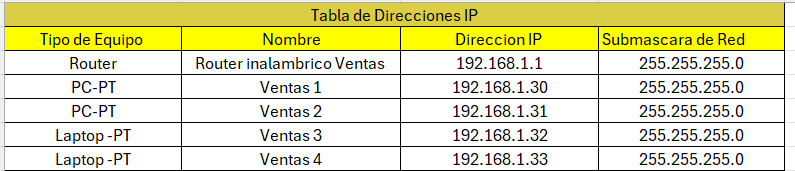 Tabla de Direcciones IP
Tipo de Equipo Nombre Direccion IP Submascara de Red
Router Router inalambrico Ventas 192.168.1.1 255.255.255.0
PC-PT Ventas 1 192.168.1.30 255.255.255.0
PC-PT Ventas 2 192.168.1.31 255.255.255.0
Laptop -PT Ventas 3 192.168.1.32 255.255.255.0
Laptop -PT Ventas 4 192.168.1.33 255.255.255.0